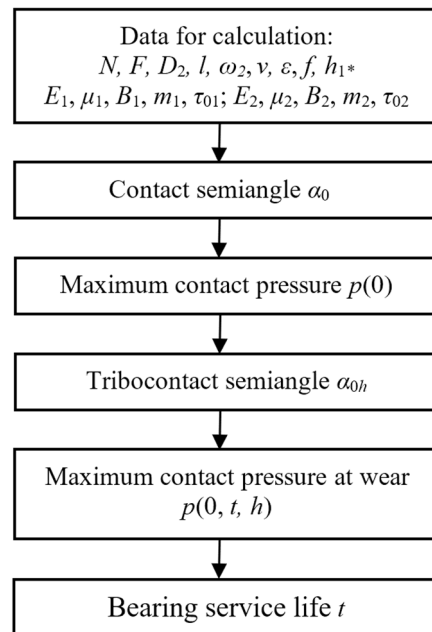 Data for calculation:
N, F, D₂, l, ω₂, v, ε, f, h₁*
E₁, μ₁, B₁, m₁, τ₀₁; E₂, μ₂, B₂, m₂, τ₀₂
Contact semiangle α₀
Maximum contact pressure p(0)
Tribocontact semiangle α₀ₕ
Maximum contact pressure at wear
p(0, t, h)
Bearing service life t